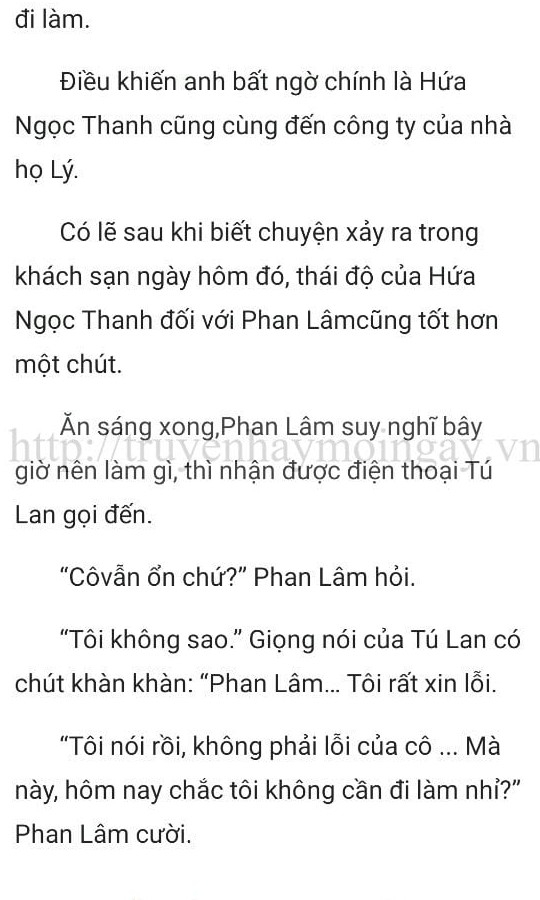 đi làm.
Điều khiến anh bất ngờ chính là Hứa
Ngọc Thanh cũng cùng đến công ty của nhà
họ Lý.
Có lẽ sau khi biết chuyện xảy ra trong
khách sạn ngày hôm đó, thái độ của Hứa
Ngọc Thanh đối với Phan Lâmcũng tốt hơn
một chút.
Ăn sáng xong,Phan Lâm suy nghĩ bây
http://truyenhaymoingay.vn
giờ nên làm gì, thì nhận được điện thoại Tú
Lan gọi đến.
“Côvẫn ổn chứ?” Phan Lâm hỏi.
“Tôi không sao.” Giọng nói của Tú Lan có
chút khàn khàn: “Phan Lâm... Tôi rất xin lỗi.
“Tôi nói rồi, không phải lỗi của cô ... Mà
này, hôm nay chắc tôi không cần đi làm nhỉ?”
Phan Lâm cười.